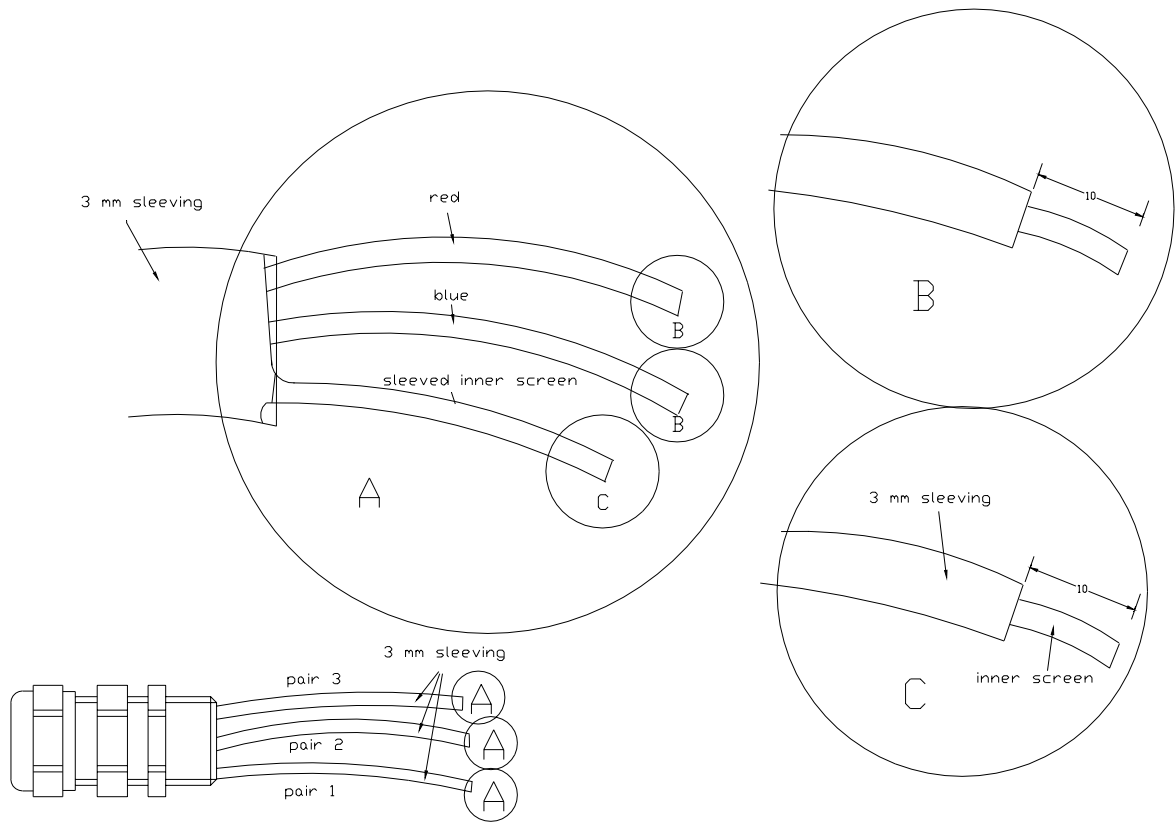 3 mm sleeving
red
blue
sleeved inner screen
B
B
C
A
10
B
3 mm sleeving
10
inner screen
C
3 mm sleeving
pair 3
A
pair 2
A
pair 1
A